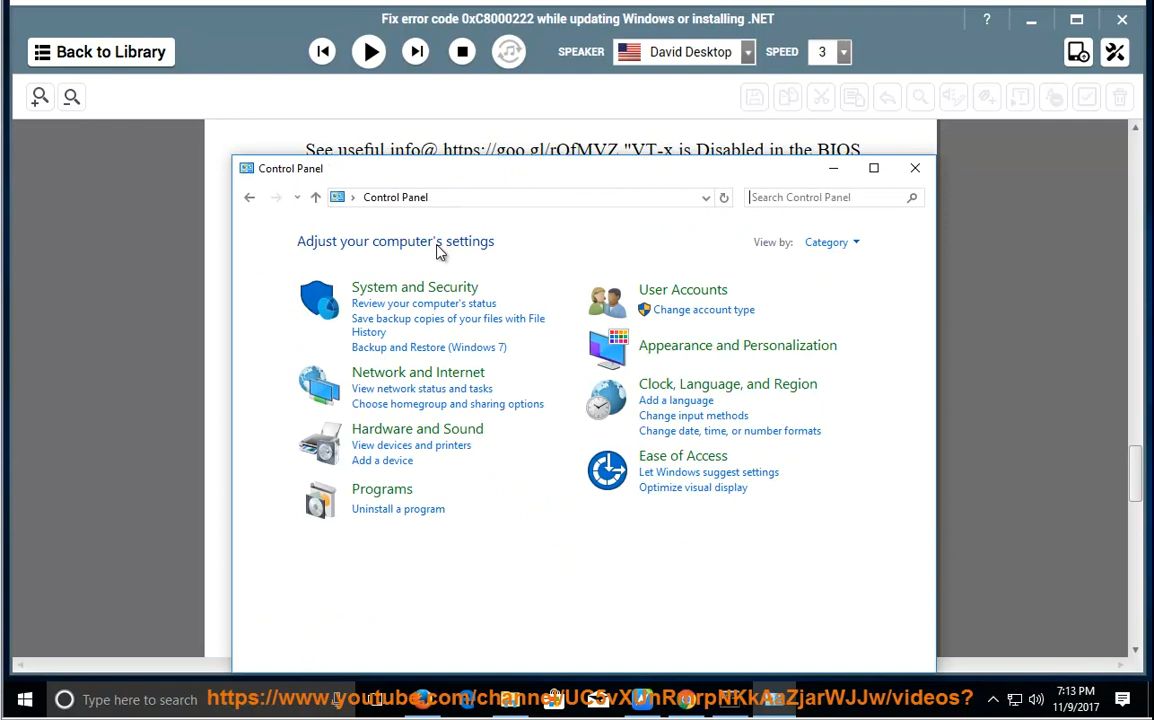 Fix error code 0xC8000222 while updating Windows or installing .NET
Back to Library
SPEAKER
David Desktop
SPEED
3
See useful info@ https://goo.gl/rQfMVZ "VT-x is Disabled in the BIOS
Control Panel
Control Panel
Search Control Panel
Adjust your computer's settings
View by: Category
System and Security
Review your computer's status
Save backup copies of your files with File
History
Backup and Restore (Windows 7)
Network and Internet
View network status and tasks
Choose homegroup and sharing options
Hardware and Sound
View devices and printers
Add a device
Programs
Uninstall a program
User Accounts
Change account type
Appearance and Personalization
Clock, Language, and Region
Add a language
Change input methods
Change date, time, or number formats
Ease of Access
Let Windows suggest settings
Optimize visual display
Type here to search
7:13 PM
11/9/2017